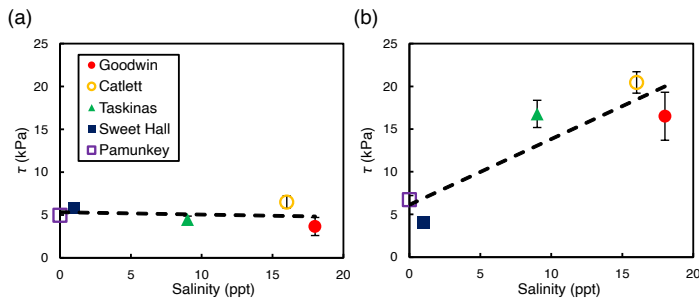 (a)
τ (kPa)
25
20
15
10
5
0
Goodwin
Catlett
Taskinas
Sweet Hall
Pamunkey
0 5 10 15 20
Salinity (ppt)
(b)
τ (kPa)
25
20
15
10
5
0
0 5 10 15 20
Salinity (ppt)